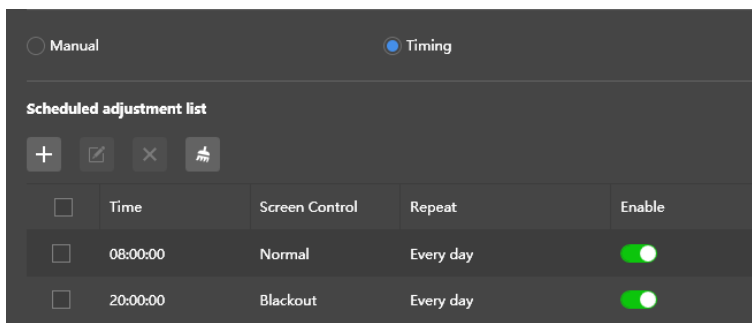 Manual Timing
Scheduled adjustment list
Time Screen Control Repeat Enable
08:00:00 Normal Every day
20:00:00 Blackout Every day